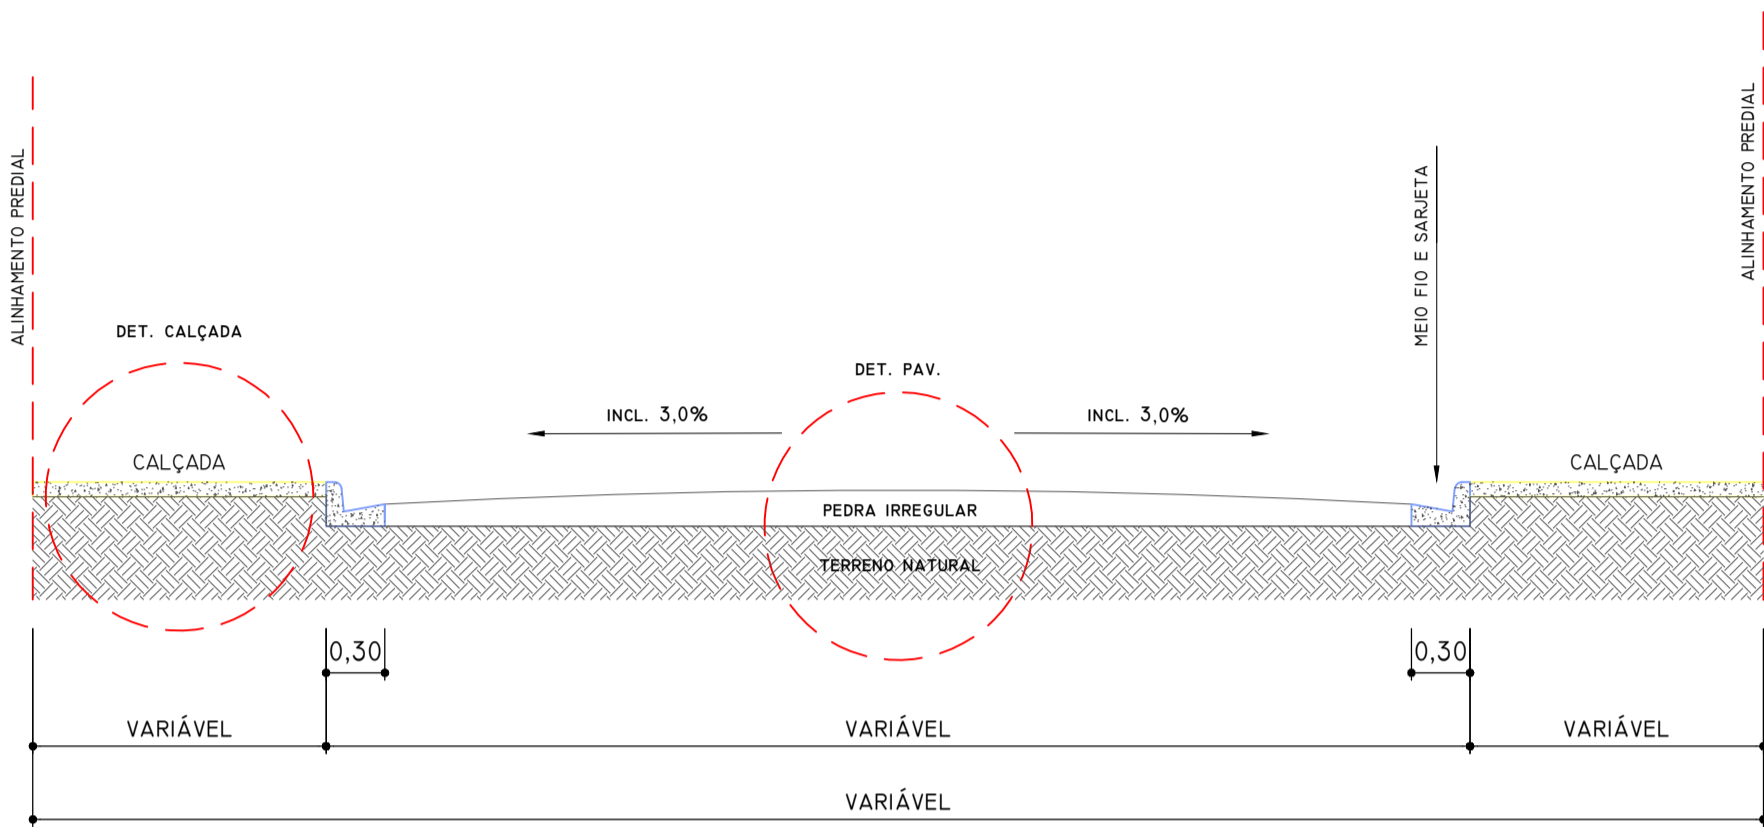 ALINHAMENTO PREDIAL
ALINHAMENTO PREDIAL
MEIO FIO E SARJETA
DET. CALÇADA
DET. PAV.
INCL. 3,0%
INCL. 3,0%
CALÇADA
CALÇADA
PEDRA IRREGULAR
TERRENO NATURAL
0,30
0,30
VARIÁVEL
VARIÁVEL
VARIÁVEL
VARIÁVEL